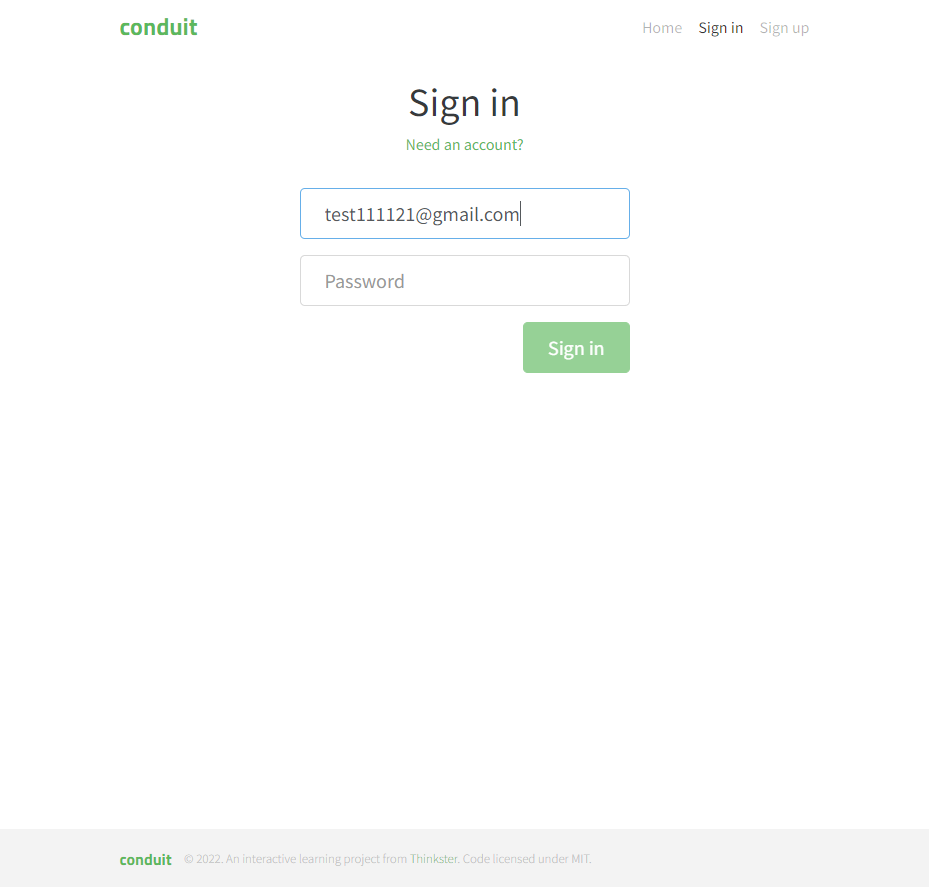 conduit
Home Sign in Sign up
Sign in
Need an account?
test111121@gmail.com
Password
Sign in
conduit © 2022. An interactive learning project from Thinkster. Code licensed under MIT.